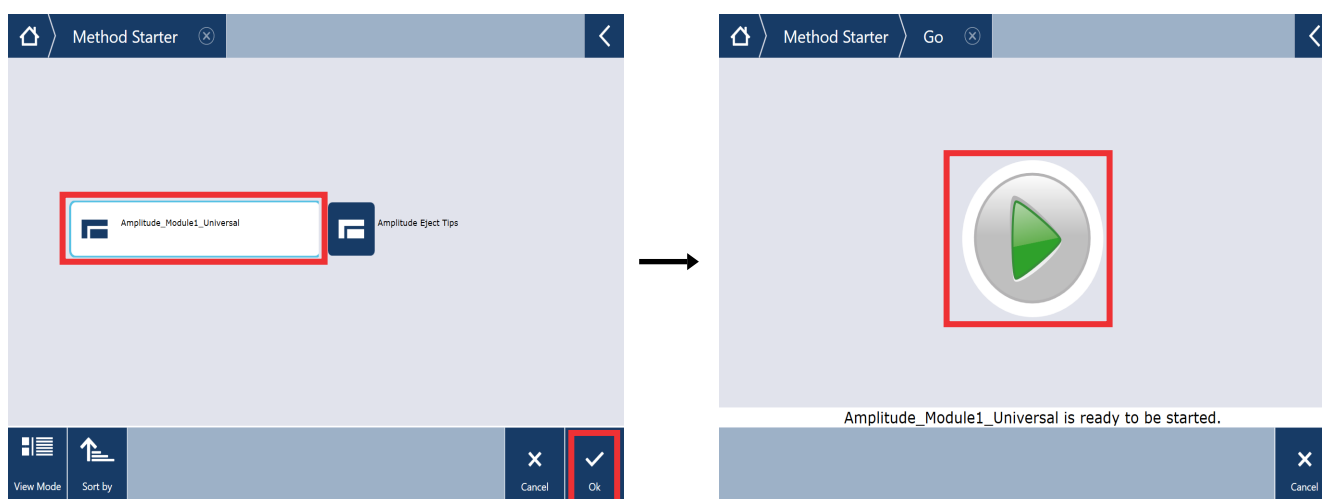 Method Starter
Amplitude_Module1_Universal
Amplitude Eject Tips
View Mode
Sort by
Cancel
Ok
Method Starter
Go
Amplitude_Module1_Universal is ready to be started.
Cancel